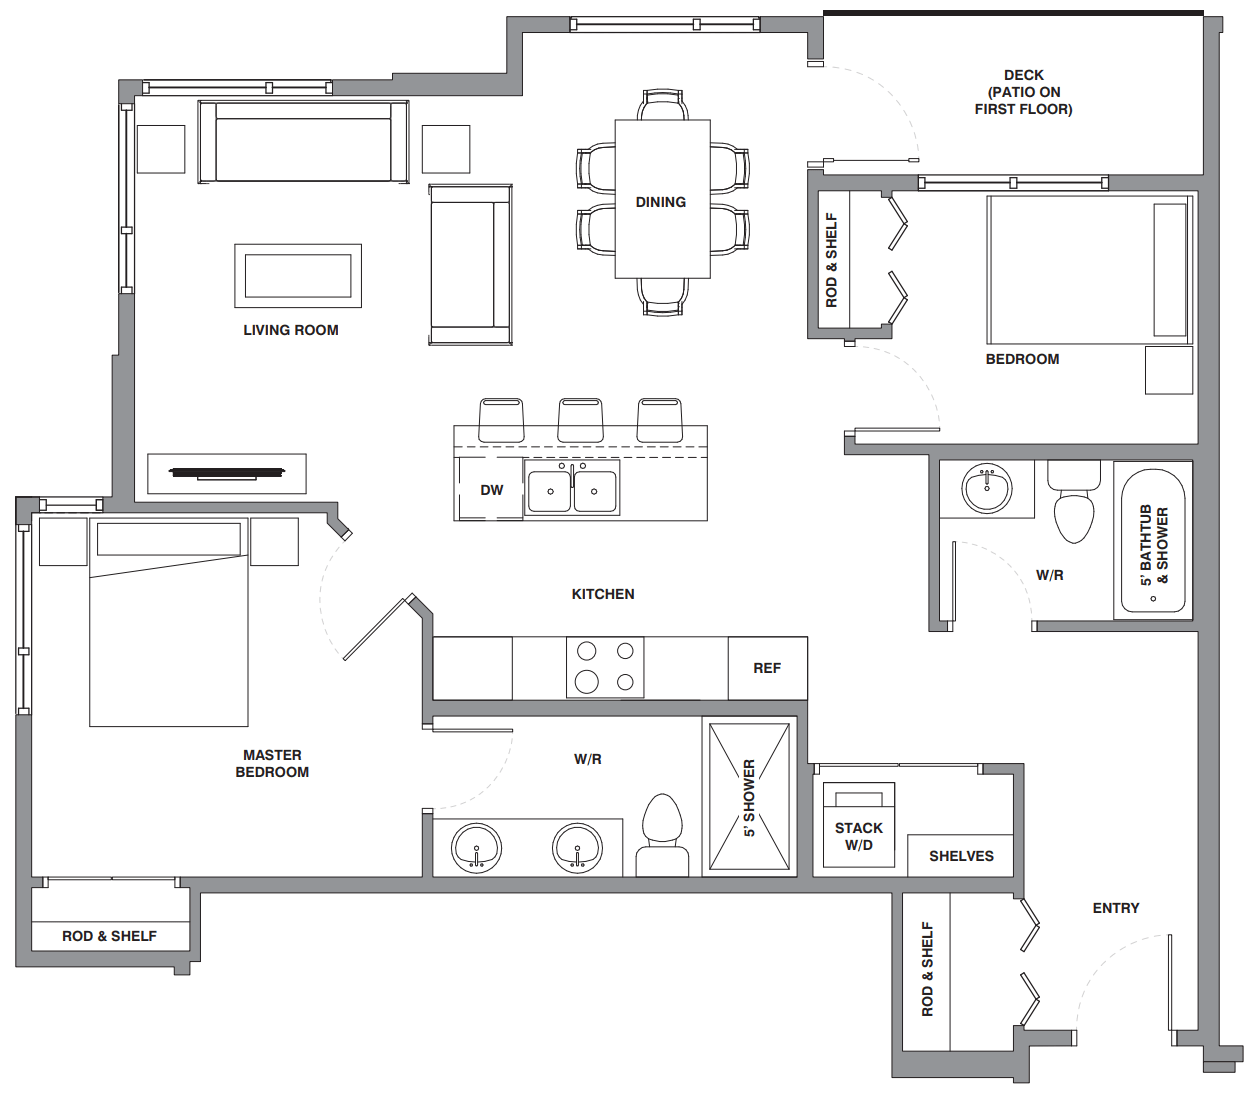 DECK
(PATIO ON
FIRST FLOOR)
DINING
ROD & SHELF
LIVING ROOM
BEDROOM
DW
5' BATHTUB
& SHOWER
W/R
KITCHEN
REF
MASTER
BEDROOM
W/R
5' SHOWER
STACK
W/D
SHELVES
ENTRY
ROD & SHELF
ROD & SHELF